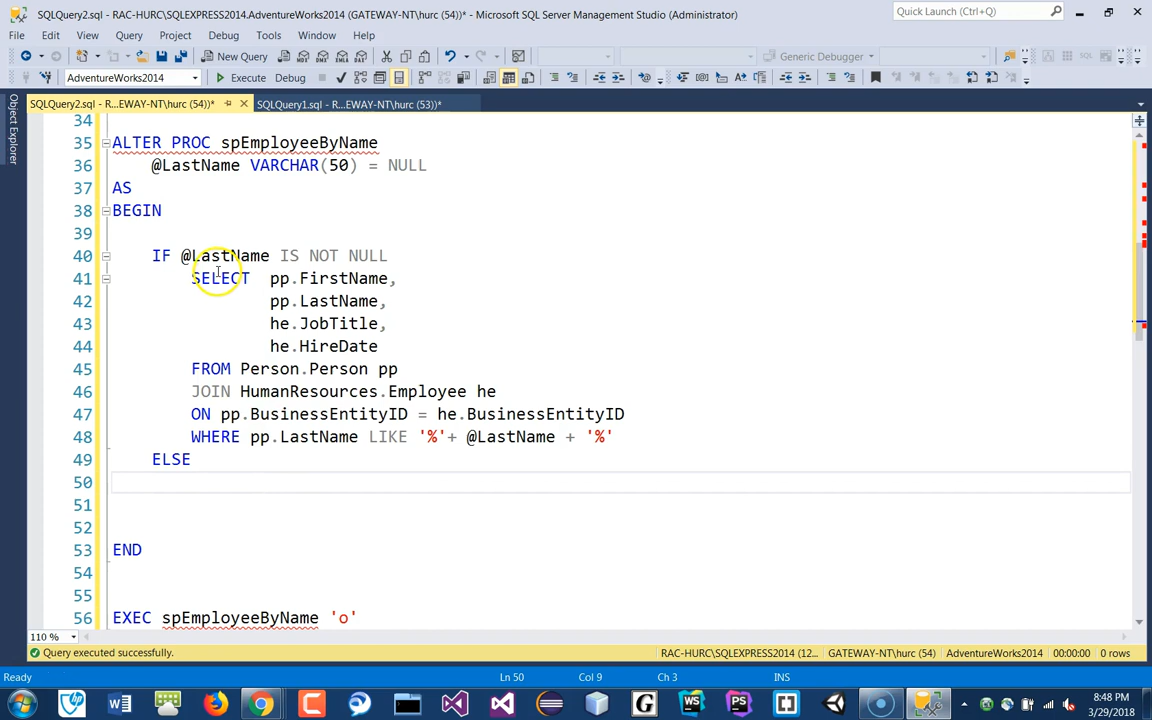 SQLQuery2.sql - RAC-HURC\SQLEXPRESS2014.AdventureWorks2014 (GATEWAY-NT\hurc (54))* - Microsoft SQL Server Management Studio (Administrator)
Quick Launch (Ctrl+Q)
File Edit View Query Project Debug Tools Window Help
New Query
Generic Debugger
AdventureWorks2014
Execute Debug
SQLQuery2.sql - R...EWAY-NT\hurc (54))*
SQLQuery1.sql - R...EWAY-NT\hurc (53))*
Object Explorer
34
35 ALTER PROC spEmployeeByName
36 @LastName VARCHAR(50) = NULL
37 AS
38 BEGIN
39
40 IF @LastName IS NOT NULL
41 SELECT pp.FirstName,
42 pp.LastName,
43 he.JobTitle,
44 he.HireDate
45 FROM Person.Person pp
46 JOIN HumanResources.Employee he
47 ON pp.BusinessEntityID = he.BusinessEntityID
48 WHERE pp.LastName LIKE '%'+ @LastName + '%'
49 ELSE
50
51
52
53 END
54
55
56 EXEC spEmployeeByName 'o'
110 %
Query executed successfully.
RAC-HURC\SQLEXPRESS2014 (12... GATEWAY-NT\hurc (54) AdventureWorks2014 00:00:00 0 rows
Ready
Ln 50 Col 9 Ch 3 INS
8:48 PM
3/29/2018